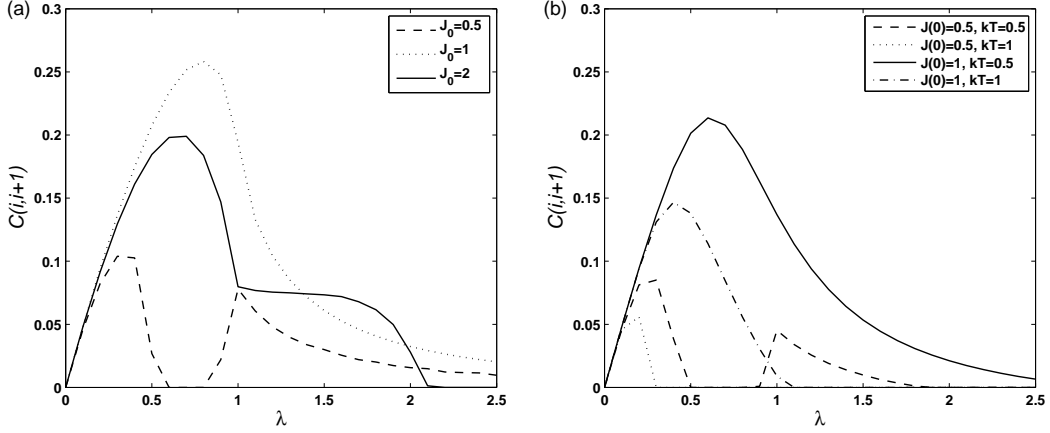 (a)
J_0=0.5
J_0=1
J_0=2
C(i,i+1)
0.3
0.25
0.2
0.15
0.1
0.05
0
0 0.5 1 1.5 2 2.5
λ
(b)
J(0)=0.5, kT=0.5
J(0)=0.5, kT=1
J(0)=1, kT=0.5
J(0)=1, kT=1
C(i,i+1)
0.3
0.25
0.2
0.15
0.1
0.05
0
0 0.5 1 1.5 2 2.5
λ